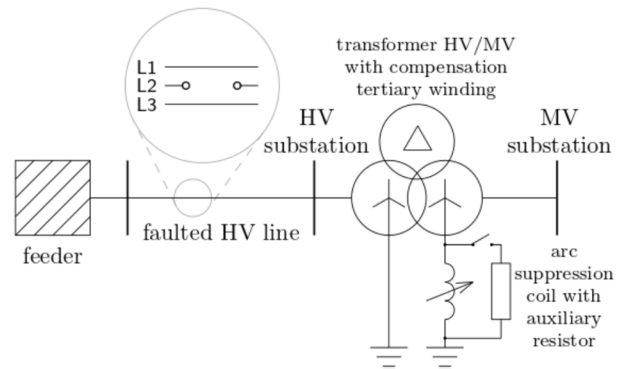 transformer HV/MV
with compensation
tertiary winding
L1
L2
L3
HV
substation
MV
substation
feeder
faulted HV line
arc
suppression
coil with
auxiliary
resistor